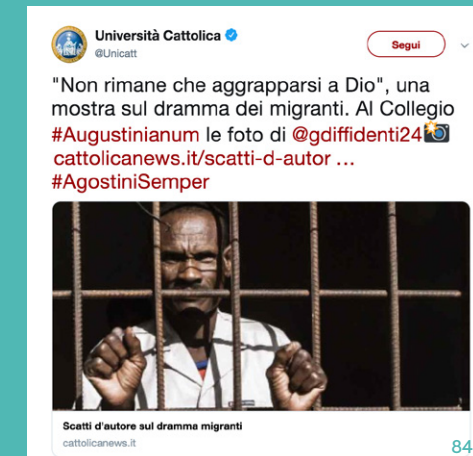 Università Cattolica
@Unicatt
Segui
"Non rimane che aggrapparsi a Dio", una
mostra sul dramma dei migranti. Al Collegio
#Augustinianum le foto di @gdiffidenti24
cattolicanews.it/scatti-d-autor ...
#AgostiniSemper
Scatti d'autore sul dramma migranti
cattolicanews.it
84